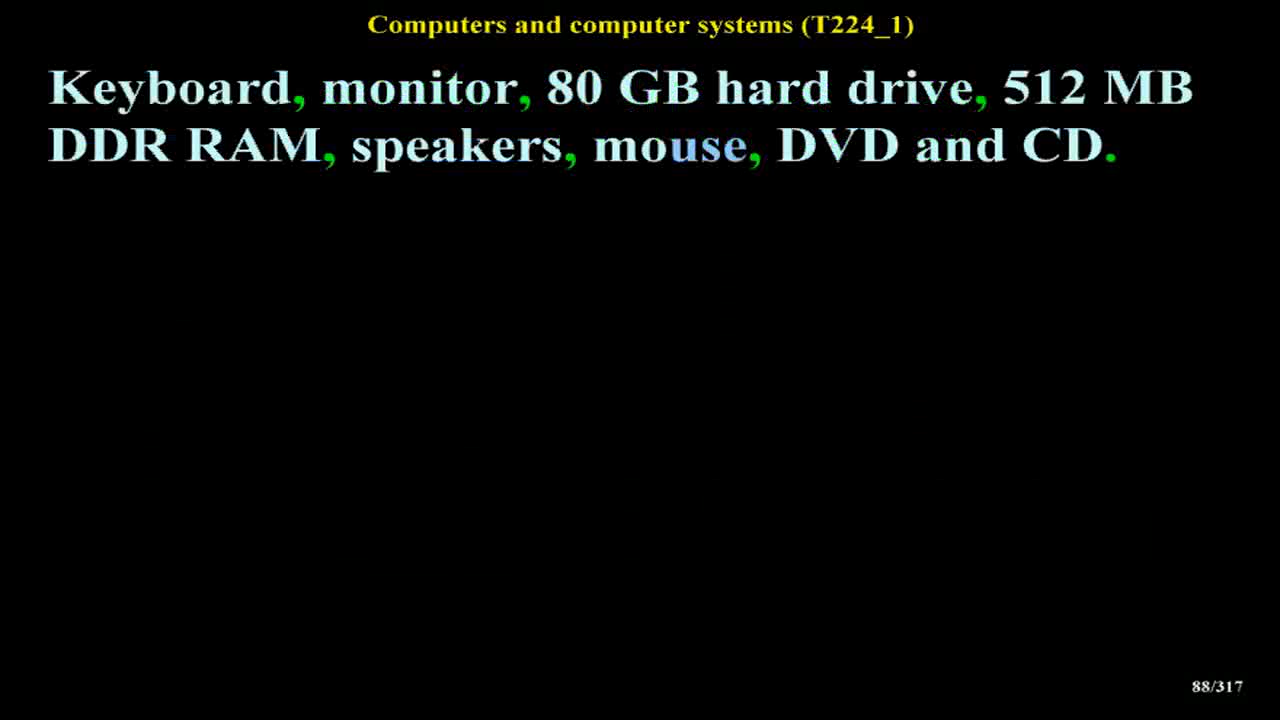 Computers and computer systems (T224_1)
Keyboard, monitor, 80 GB hard drive, 512 MB
DDR RAM, speakers, mouse, DVD and CD.
88/317